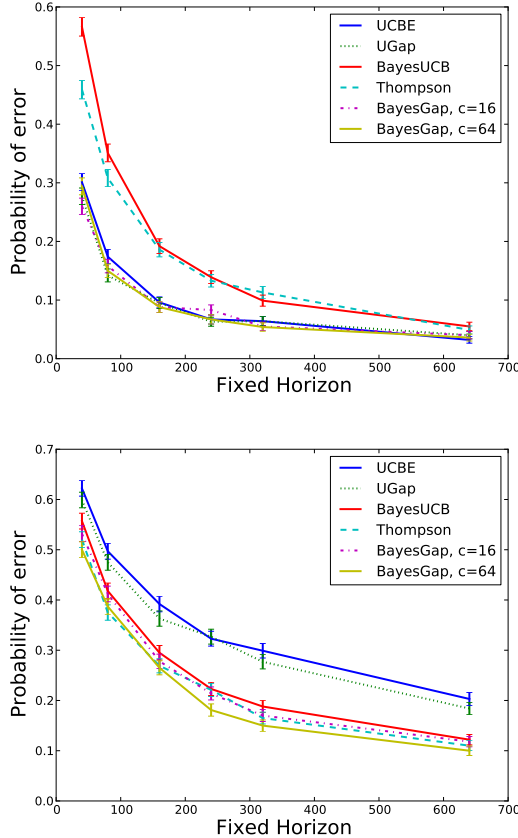 0.6
0.5
0.4
0.3
0.2
0.1
0.0
Probability of error
UCBE
UGap
BayesUCB
Thompson
BayesGap, c=16
BayesGap, c=64
0 100 200 300 400 500 600 700
Fixed Horizon
0.7
0.6
0.5
0.4
0.3
0.2
0.1
0.0
Probability of error
UCBE
UGap
BayesUCB
Thompson
BayesGap, c=16
BayesGap, c=64
0 100 200 300 400 500 600 700
Fixed Horizon